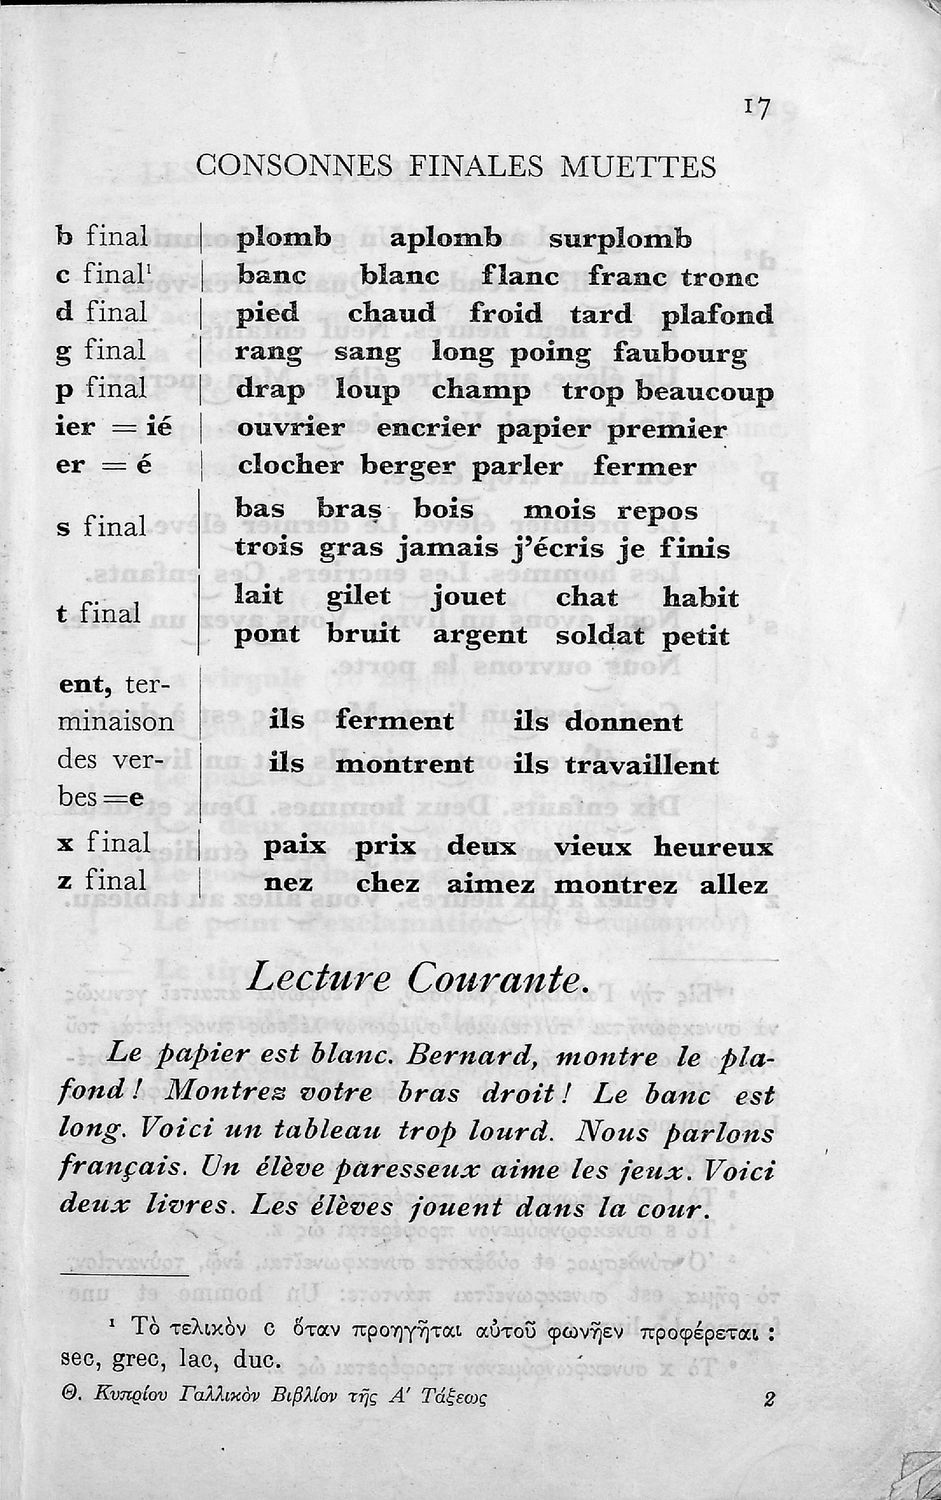 17
CONSONNES FINALES MUETTES
b final plomb aplomb surplomb
c final¹ banc blanc flanc franc tronc
d final pied chaud froid tard plafond
g final rang sang long poing faubourg
p final drap loup champ trop beaucoup
ier = ié ouvrier encrier papier premier
er = é clocher berger parler fermer
s final bas bras bois mois repos
trois gras jamais j'écris je finis
t final lait gilet jouet chat habit
pont bruit argent soldat petit
ent, ter-
minaison ils ferment ils donnent
des ver- ils montrent ils travaillent
bes = e
x final paix prix deux vieux heureux
z final nez chez aimez montrez allez
Lecture Courante.
Le papier est blanc. Bernard, montre le pla-
fond ! Montrez votre bras droit ! Le banc est
long. Voici un tableau trop lourd. Nous parlons
français. Un élève paresseux aime les jeux. Voici
deux livres. Les élèves jouent dans la cour.
¹ Τὸ τελικὸν c ὅταν προηγῆται αὐτοῦ φωνῆεν προφέρεται :
sec, grec, lac, duc.
Θ. Κυπρίου Γαλλικὸν Βιβλίον τῆς Α′ Τάξεως 2